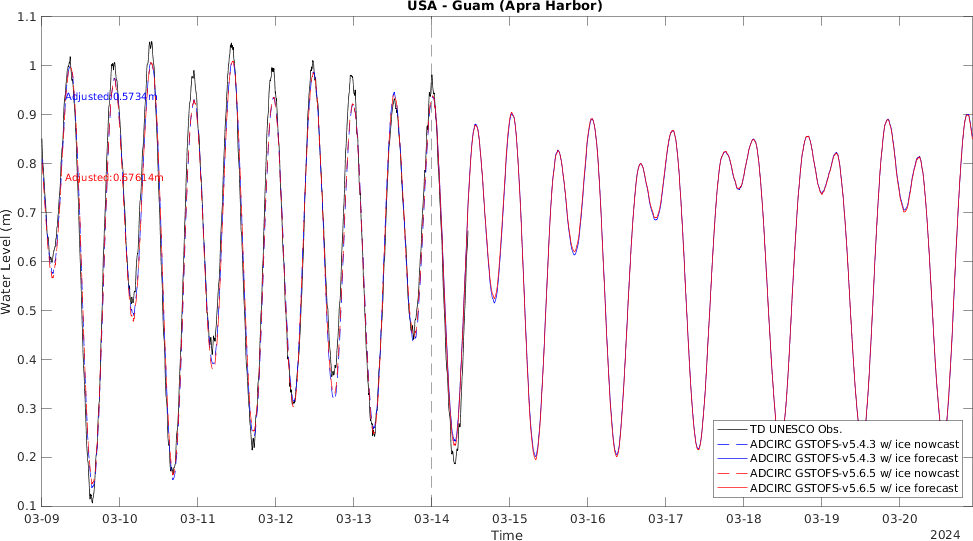 USA - Guam (Apra Harbor)
1.1
1
0.9
0.8
0.7
0.6
0.5
0.4
0.3
0.2
0.1
Water Level (m)
Adjusted:0.5734m
Adjusted:0.57614m
TD UNESCO Obs.
ADCIRC GSTOFS-v5.4.3 w/ ice nowcast
ADCIRC GSTOFS-v5.4.3 w/ ice forecast
ADCIRC GSTOFS-v5.6.5 w/ ice nowcast
ADCIRC GSTOFS-v5.6.5 w/ ice forecast
03-09 03-10 03-11 03-12 03-13 03-14 03-15 03-16 03-17 03-18 03-19 03-20
Time
2024